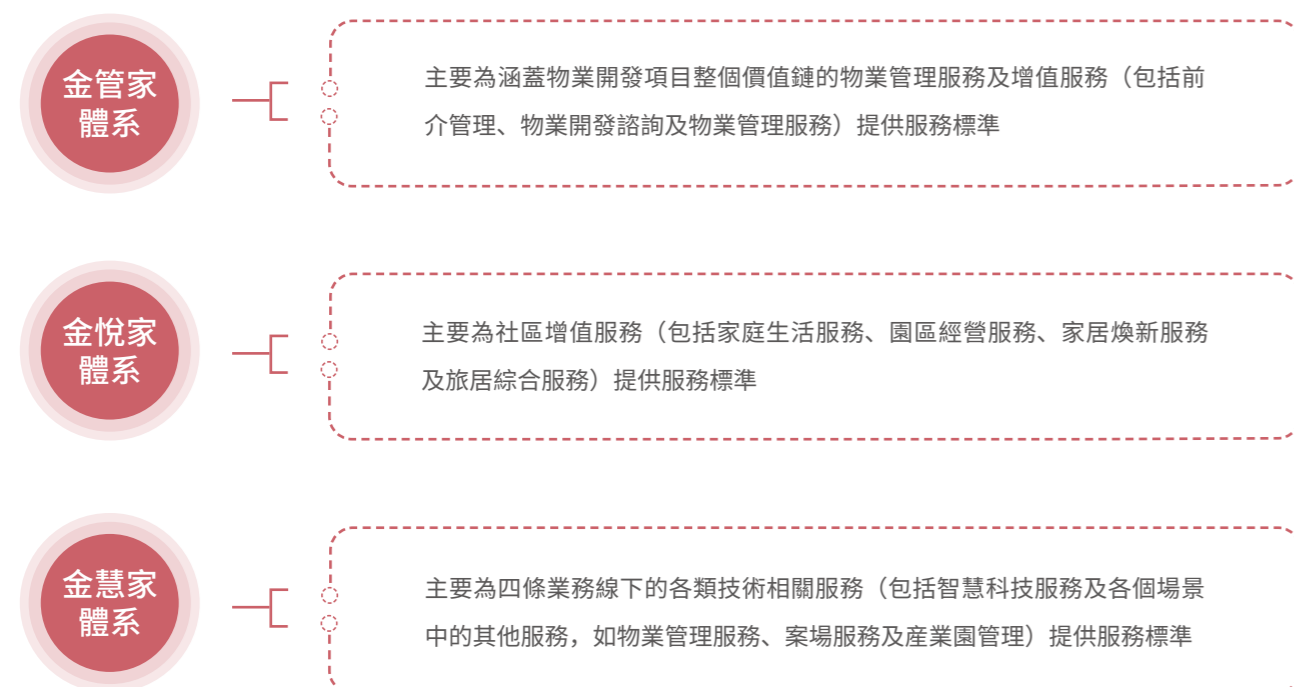 金管家
體系
主要為涵蓋物業開發項目整個價值鏈的物業管理服務及增值服務（包括前
介管理、物業開發諮詢及物業管理服務）提供服務標準
金悅家
體系
主要為社區增值服務（包括家庭生活服務、園區經營服務、家居煥新服務
及旅居綜合服務）提供服務標準
金慧家
體系
主要為四條業務線下的各類技術相關服務（包括智慧科技服務及各個場景
中的其他服務，如物業管理服務、案場服務及産業園管理）提供服務標準